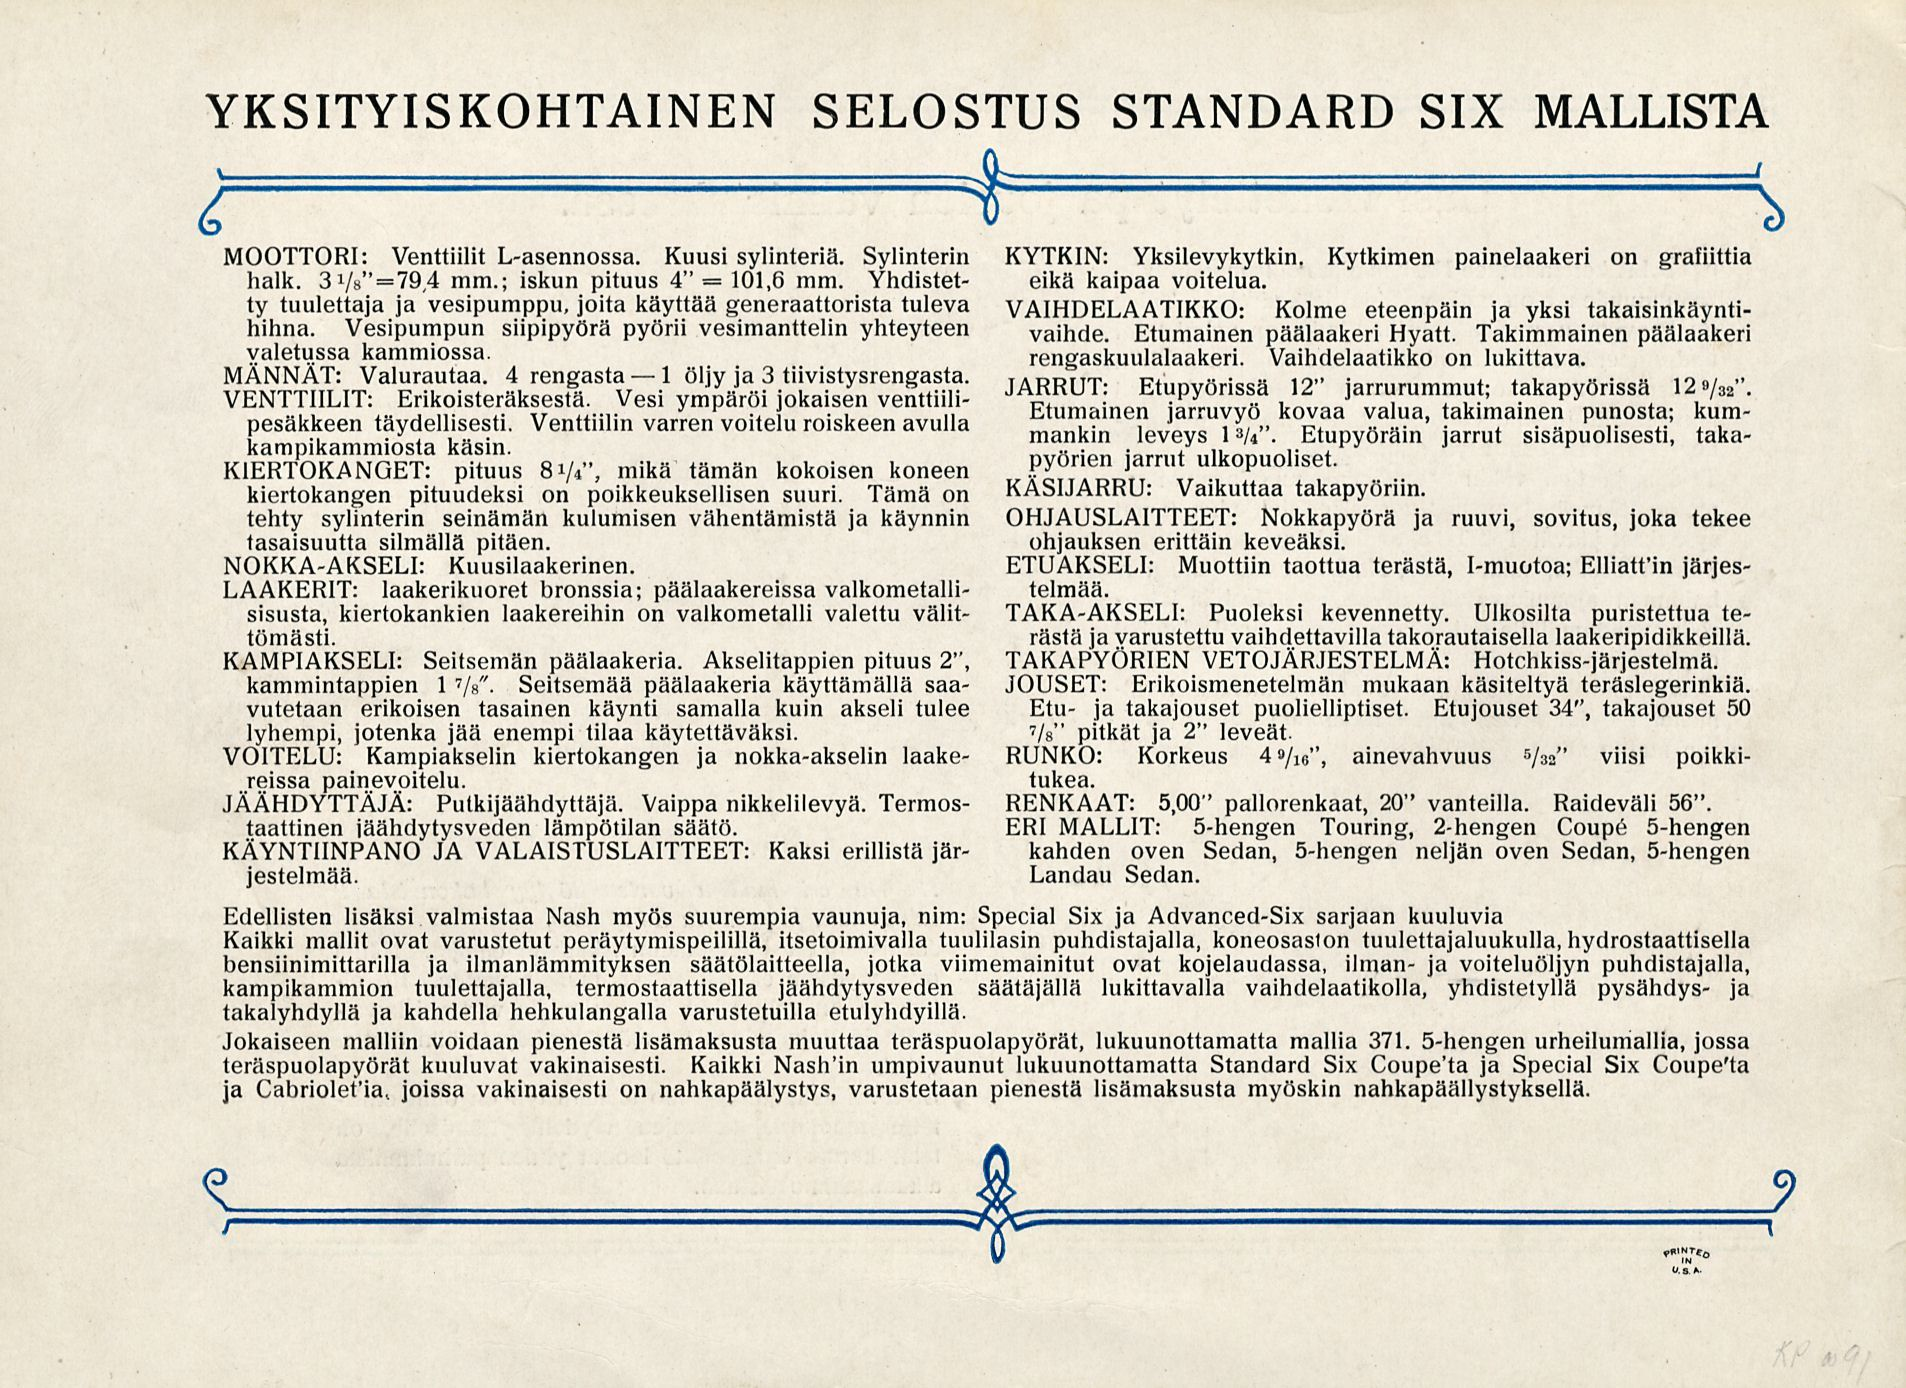 YKSITYISKOHTAINEN SELOSTUS STANDARD SIX MALLISTA
MOOTTORI: Venttiilit L-asennossa. Kuusi sylinteriä. Sylinterin
halk. 3 1/8”=79,4 mm.; iskun pituus 4” = 101,6 mm. Yhdistet-
ty tuulettaja ja vesipumppu, joita käyttää generaattorista tuleva
hihna. Vesipumpun siipipyörä pyörii vesimanttelin yhteyteen
valetussa kammiossa.
MÄNNÄT: Valurautaa. 4 rengasta — 1 öljy ja 3 tiivistysrengasta.
VENTTIILIT: Erikoisteräksestä. Vesi ympäröi jokaisen venttiili-
pesäkkeen täydellisesti. Venttiilin varren voitelu roiskeen avulla
kampikammiosta käsin.
KIERTOKANGET: pituus 8 1/4”, mikä tämän kokoisen koneen
kiertokangen pituudeksi on poikkeuksellisen suuri. Tämä on
tehty sylinterin seinämän kulumisen vähentämistä ja käynnin
tasaisuutta silmällä pitäen.
NOKKA-AKSELI: Kuusilaakerinen.
LAAKERIT: laakerikuoret bronssia; päälaakereissa valkometalli-
sisusta, kiertokankien laakereihin on valkometalli valettu välit-
tömästi.
KAMPIAKSELI: Seitsemän päälaakeria. Akselitappien pituus 2”,
kammintappien 1 7/8″. Seitsemää päälaakeria käyttämällä saa-
vutetaan erikoisen tasainen käynti samalla kuin akseli tulee
lyhempi, jotenka jää enempi tilaa käytettäväksi.
VOITELU: Kampiakselin kiertokangen ja nokka-akselin laake-
reissa painevoitelu.
JÄÄHDYTTÄJÄ: Putkijäähdyttäjä. Vaippa nikkelilevyä. Termos-
taattinen jäähdytysveden lämpötilan säätö.
KÄYNTIINPANO JA VALAISTUSLAITTEET: Kaksi erillistä jär-
jestelmää.
KYTKIN: Yksilevykytkin. Kytkimen painelaakeri on grafiittia
eikä kaipaa voitelua.
VAIHDELAATIKKO: Kolme eteenpäin ja yksi takaisinkäynti-
vaihde. Etumainen päälaakeri Hyatt. Takimmainen päälaakeri
rengaskuulalaakeri. Vaihdelaatikko on lukittava.
JARRUT: Etupyörissä 12” jarrurummut; takapyörissä 12 9/32”.
Etumainen jarruvyö kovaa valua, takimainen punosta; kum-
mankin leveys 1 3/4”. Etupyöräin jarrut sisäpuolisesti, taka-
pyörien jarrut ulkopuoliset.
KÄSIJARRU: Vaikuttaa takapyöriin.
OHJAUSLAITTEET: Nokkapyörä ja ruuvi, sovitus, joka tekee
ohjauksen erittäin keveäksi.
ETUAKSELI: Muottiin taottua terästä, I-muotoa; Elliatt'in järjes-
telmää.
TAKA-AKSELI: Puoleksi kevennetty. Ulkosilta puristettua te-
rästä ja varustettu vaihdettavilla takorautaisella laakeripidikkeillä.
TAKAPYÖRIEN VETOJÄRJESTELMÄ: Hotchkiss-järjestelmä.
JOUSET: Erikoismenetelmän mukaan käsiteltyä teräslegerinkiä.
Etu- ja takajouset puolielliptiset. Etujouset 34″, takajouset 50
7/8” pitkät ja 2” leveät.
RUNKO: Korkeus 4 9/16”, ainevahvuus 5/32” viisi poikki-
tukea.
RENKAAT: 5,00” pallorenkaat, 20” vanteilla. Raideväli 56”.
ERI MALLIT: 5-hengen Touring, 2-hengen Coupé 5-hengen
kahden oven Sedan, 5-hengen neljän oven Sedan, 5-hengen
Landau Sedan.
Edellisten lisäksi valmistaa Nash myös suurempia vaunuja, nim: Special Six ja Advanced-Six sarjaan kuuluvia
Kaikki mallit ovat varustetut peräytymispeilillä, itsetoimivalla tuulilasin puhdistajalla, koneosaston tuulettajaluukulla, hydrostaattisella
bensiinimittarilla ja ilmanlämmityksen säätölaitteella, jotka viimemainitut ovat kojelaudassa, ilman- ja voiteluöljyn puhdistajalla,
kampikammion tuulettajalla, termostaattisella jäähdytysveden säätäjällä lukittavalla vaihdelaatikolla, yhdistetyllä pysähdys- ja
takalyhdyllä ja kahdella hehkulangalla varustetuilla etulyhdyillä.
Jokaiseen malliin voidaan pienestä lisämaksusta muuttaa teräspuolapyörät, lukuunottamatta mallia 371. 5-hengen urheilumallia, jossa
teräspuolapyörät kuuluvat vakinaisesti. Kaikki Nash'in umpivaunut lukuunottamatta Standard Six Coupe'ta ja Special Six Coupe'ta
ja Cabriolet'ia, joissa vakinaisesti on nahkapäälystys, varustetaan pienestä lisämaksusta myöskin nahkapäällystyksellä.
PRINTED
IN
U.S.A.
KP